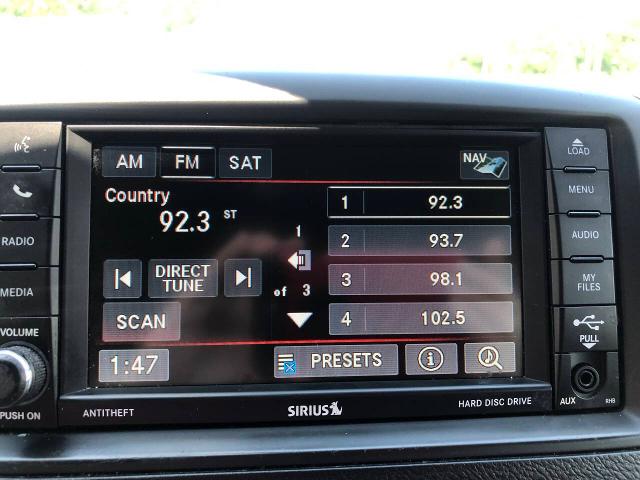 AM FM SAT NAV
Country
92.3 ST
1 92.3
2 93.7
3 98.1
4 102.5
1
of 3
DIRECT
TUNE
SCAN
1:47
PRESETS
RADIO
MEDIA
VOLUME
PUSH ON
LOAD
MENU
AUDIO
MY
FILES
PULL
AUX RHB
ANTITHEFT
SIRIUS
HARD DISC DRIVE